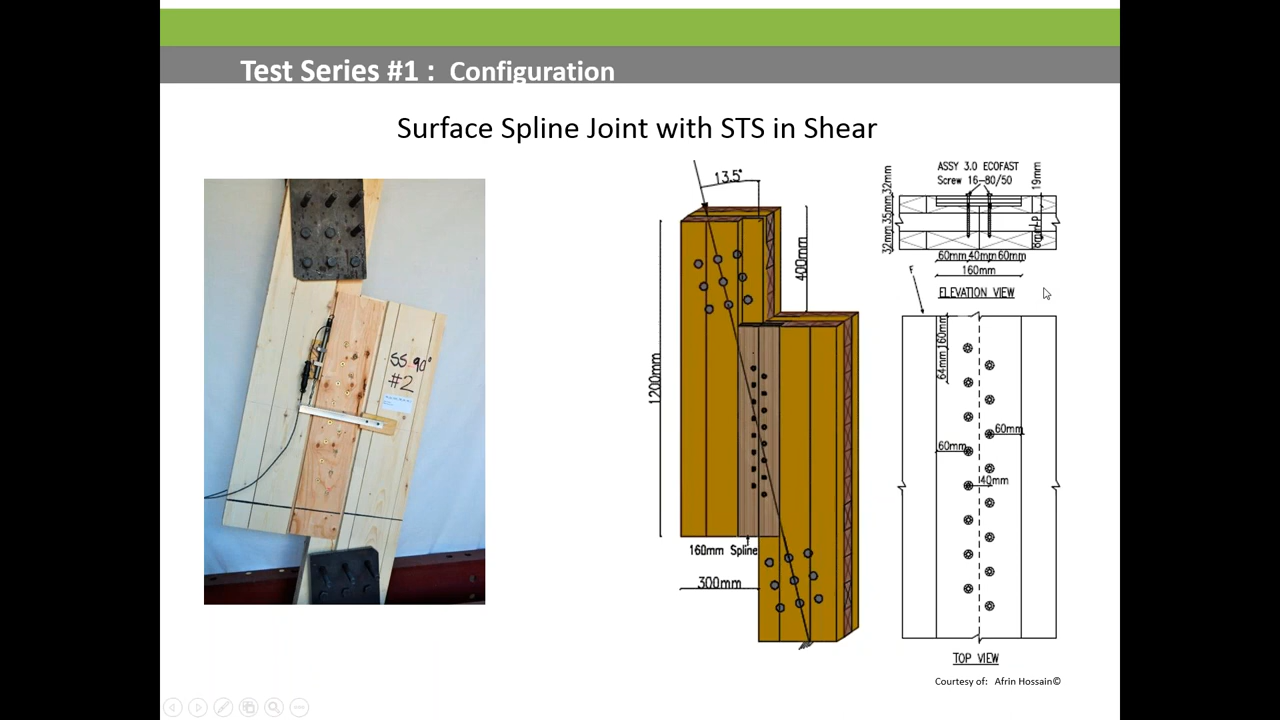 Test Series #1 : Configuration
Surface Spline Joint with STS in Shear
SS 90°
#2
13.5°
400mm
1200mm
160mm Spline
300mm
ASSY 3.0 ECOFAST
Screw 16-80/50
32mm 35mm 32mm
19mm
60mm 40mm 60mm
160mm
ELEVATION VIEW
F
160mm
64mm
60mm
60mm
40mm
TOP VIEW
Courtesy of: Afrin Hossain©